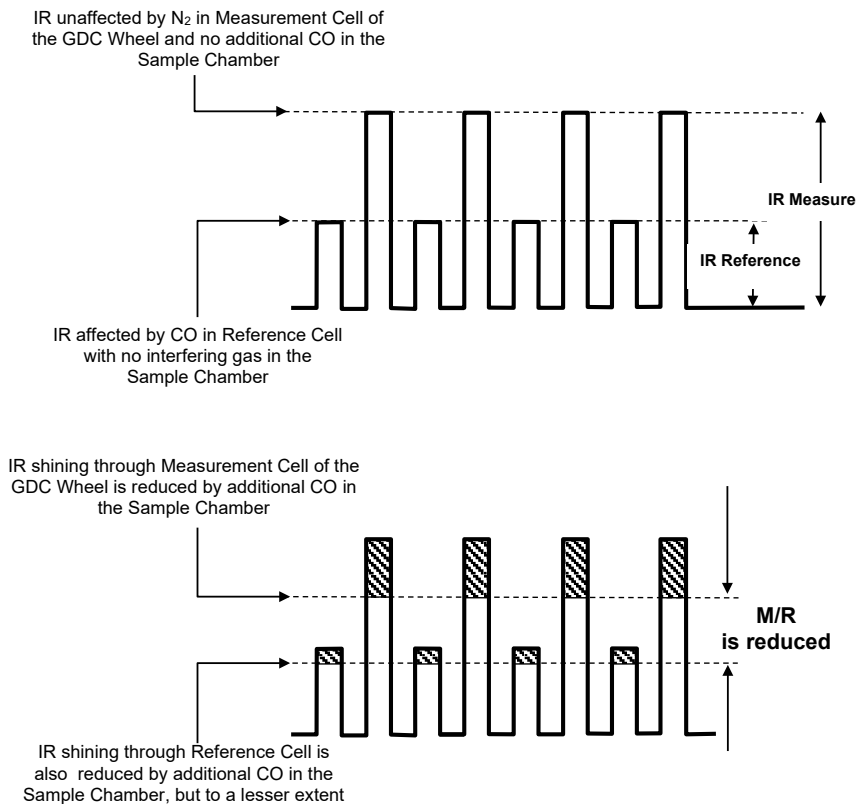 IR unaffected by N₂ in Measurement Cell of
the GDC Wheel and no additional CO in the
Sample Chamber
IR Measure
IR Reference
IR affected by CO in Reference Cell
with no interfering gas in the
Sample Chamber
IR shining through Measurement Cell of the
GDC Wheel is reduced by additional CO in
the Sample Chamber
M/R
is reduced
IR shining through Reference Cell is
also reduced by additional CO in the
Sample Chamber, but to a lesser extent